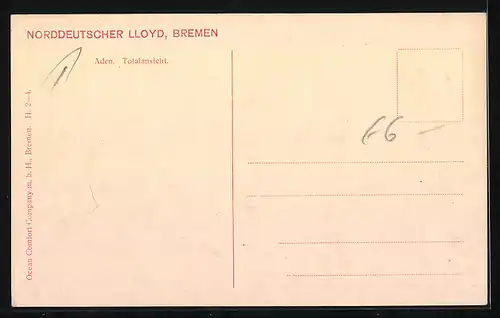 NORDDEUTSCHER LLOYD, BREMEN
Aden. Totalansicht.
66 —
Ocean Comfort Company m. b. H., Bremen. H. 2—4.